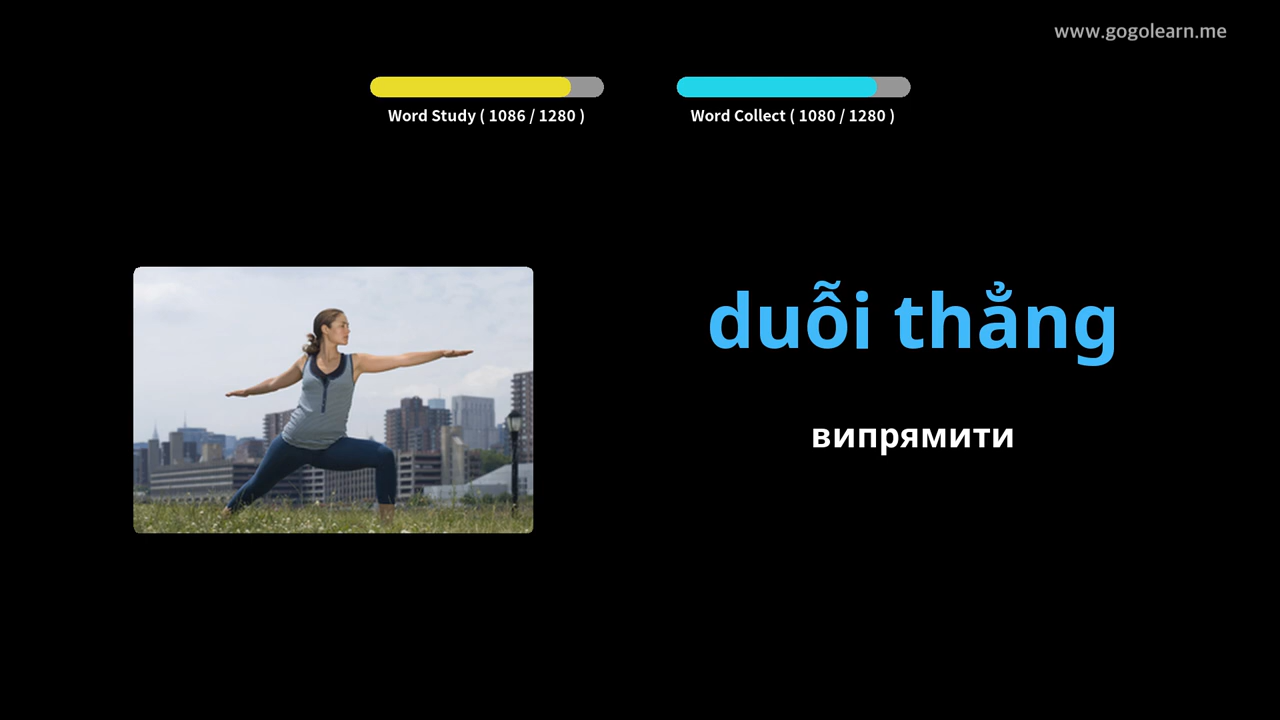 www.gogolearn.me
Word Study ( 1086 / 1280 )
Word Collect ( 1080 / 1280 )
duỗi thẳng
випрямити